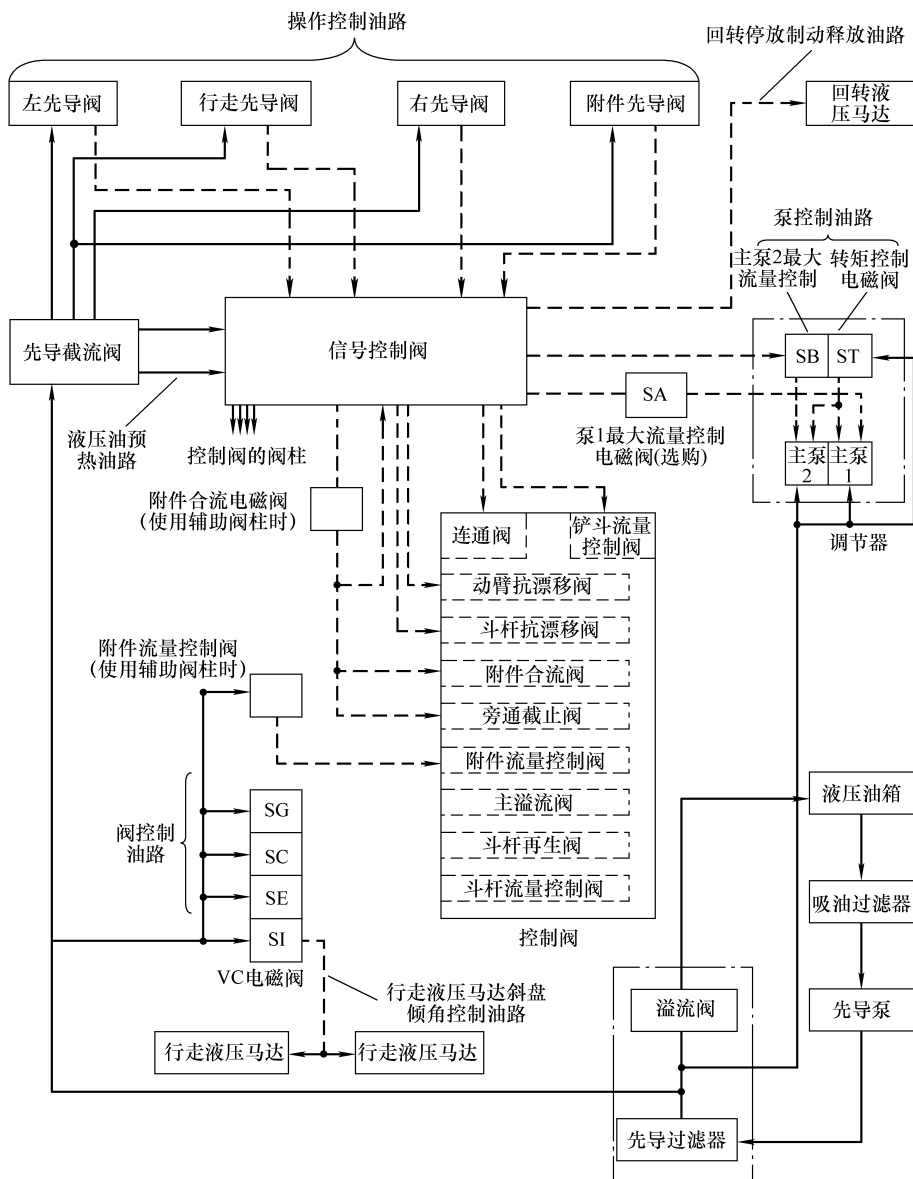 操作控制油路
回转停放制动释放油路
左先导阀
行走先导阀
右先导阀
附件先导阀
回转液
压马达
泵控制油路
主泵2最大
流量控制
转矩控制
电磁阀
先导截流阀
信号控制阀
SB
ST
SA
液压油预
热油路
控制阀的阀柱
泵1最大流量控制
电磁阀(选购)
主泵
2
主泵
1
附件合流电磁阀
(使用辅助阀柱时)
连通阀
铲斗流量
控制阀
调节器
动臂抗漂移阀
斗杆抗漂移阀
附件流量控制阀
(使用辅助阀柱时)
附件合流阀
旁通截止阀
附件流量控制阀
主溢流阀
斗杆再生阀
斗杆流量控制阀
控制阀
阀控制
油路
SG
SC
SE
SI
VC电磁阀
行走液压马达斜盘
倾角控制油路
行走液压马达
行走液压马达
液压油箱
吸油过滤器
先导泵
溢流阀
先导过滤器